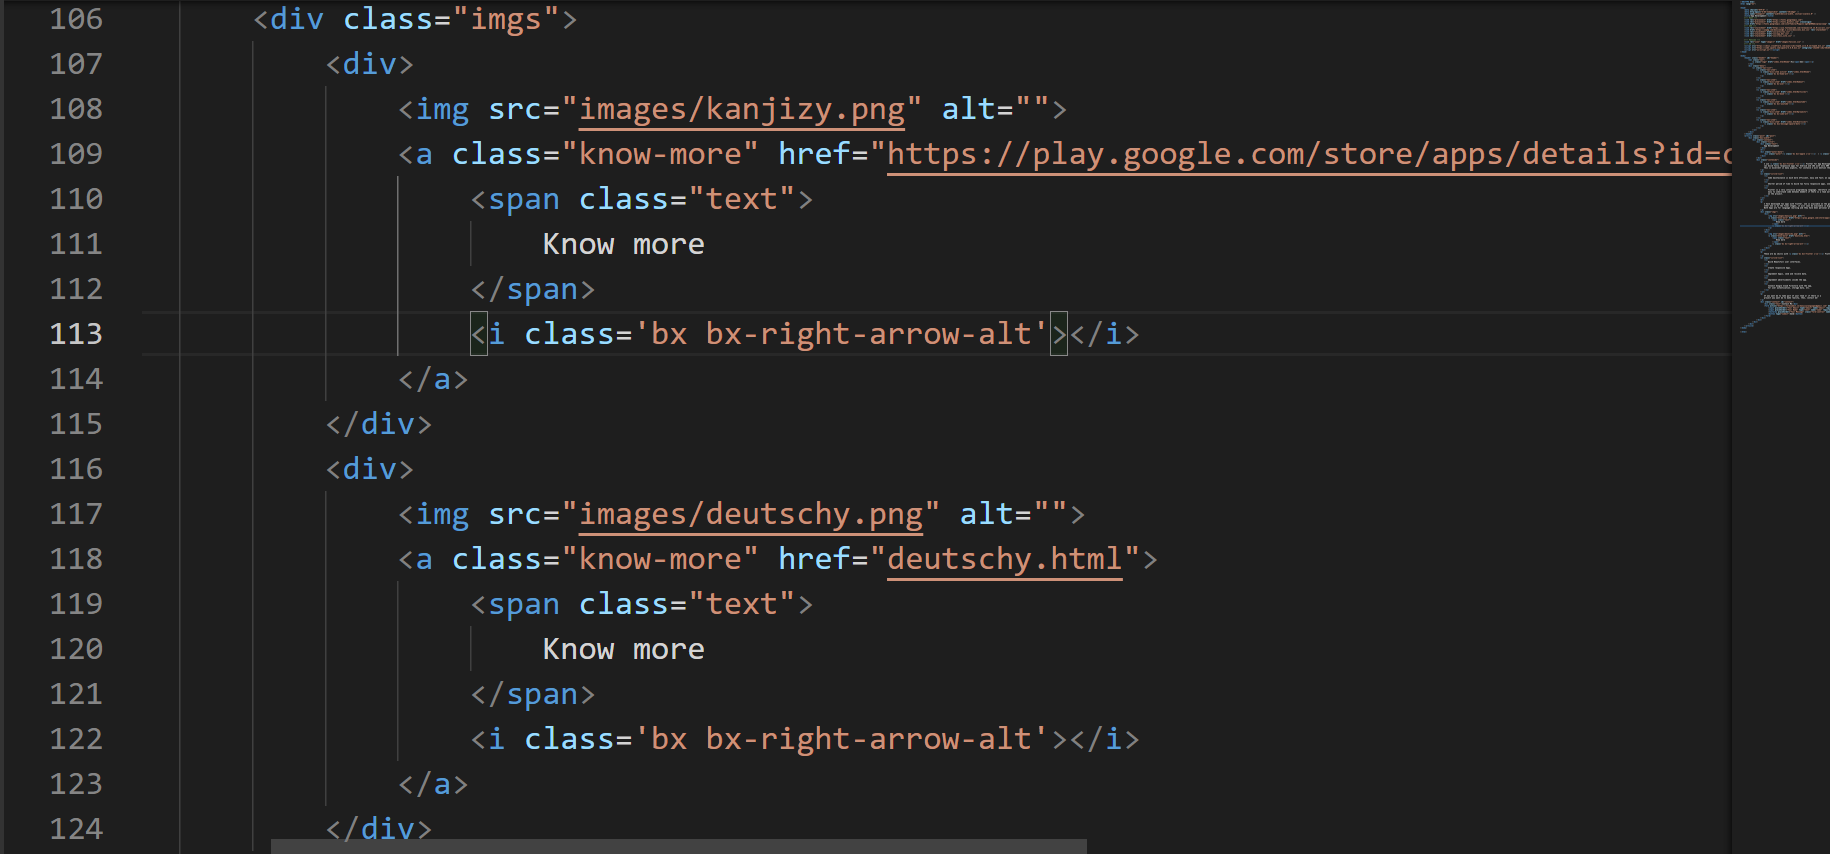 106 <div class="imgs">
107 <div>
108 <img src="images/kanjizy.png" alt="">
109 <a class="know-more" href="https://play.google.com/store/apps/details?id=
110 <span class="text">
111 Know more
112 </span>
113 <i class='bx bx-right-arrow-alt'></i>
114 </a>
115 </div>
116 <div>
117 <img src="images/deutschy.png" alt="">
118 <a class="know-more" href="deutschy.html">
119 <span class="text">
120 Know more
121 </span>
122 <i class='bx bx-right-arrow-alt'></i>
123 </a>
124 </div>